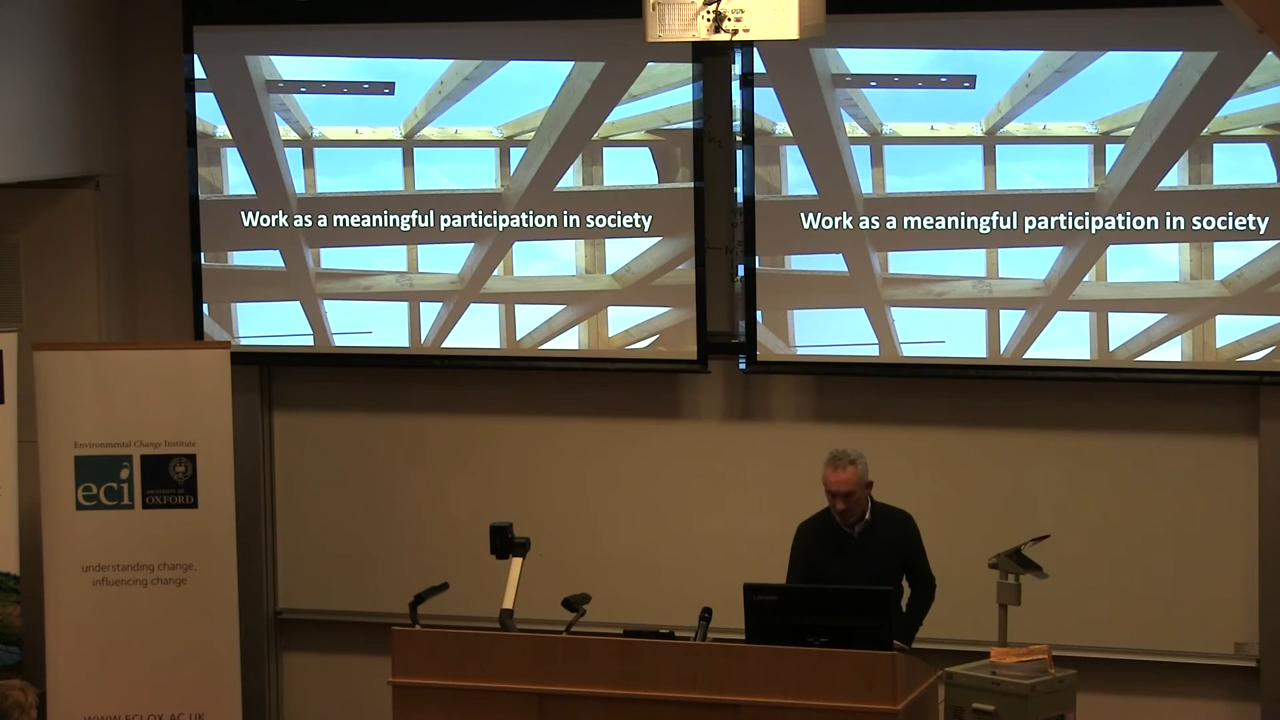 Work as a meaningful participation in society
Work as a meaningful participation in society
Environmental Change Institute
eci
UNIVERSITY OF
OXFORD
understanding change,
influencing change
WWW.ECI.OX.AC.UK
Lenovo